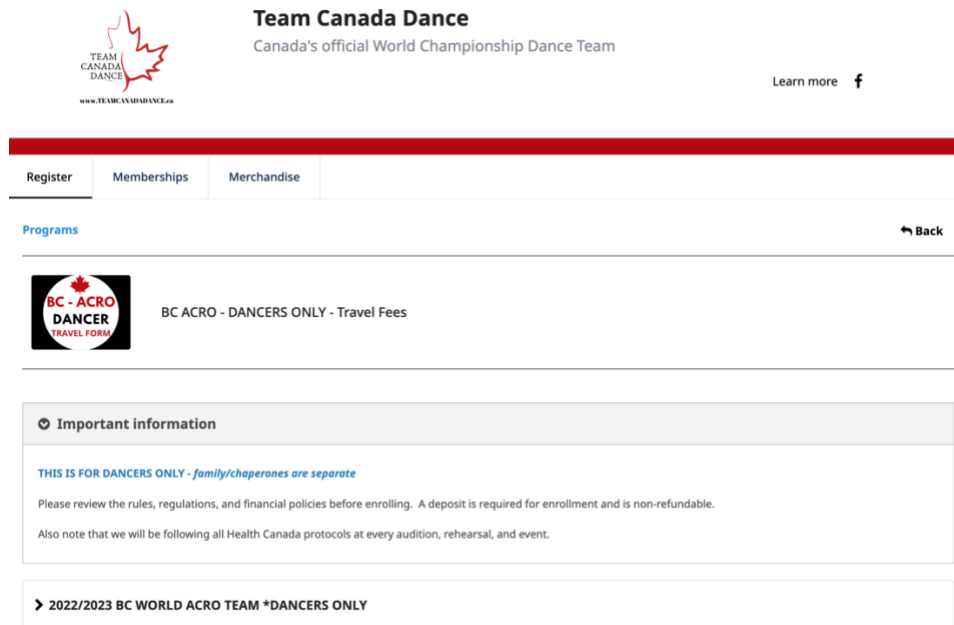 Team Canada Dance
Canada's official World Championship Dance Team
TEAM
CANADA
DANCE
www.TEAMCANADADANCE.ca
Learn more f
Register Memberships Merchandise
Programs Back
BC - ACRO
DANCER
TRAVEL FORM
BC ACRO - DANCERS ONLY - Travel Fees
Important information
THIS IS FOR DANCERS ONLY - family/chaperones are separate
Please review the rules, regulations, and financial policies before enrolling. A deposit is required for enrollment and is non-refundable.
Also note that we will be following all Health Canada protocols at every audition, rehearsal, and event.
2022/2023 BC WORLD ACRO TEAM *DANCERS ONLY